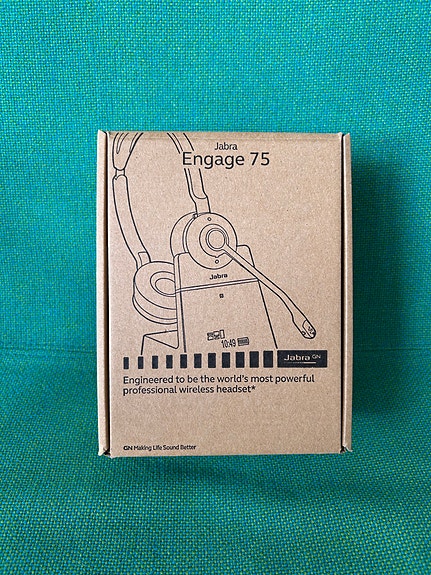 Jabra
Engage 75
Jabra
10:49
Jabra GN
Engineered to be the world's most powerful
professional wireless headset*
GN Making Life Sound Better